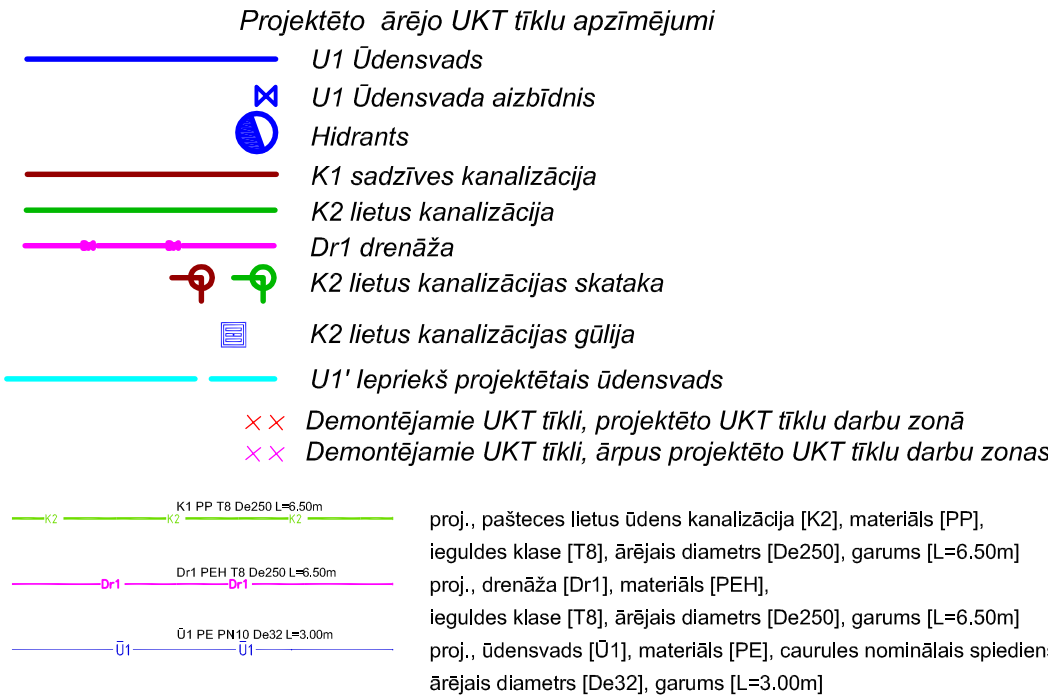 Projektēto ārējo UKT tīklu apzīmējumi
U1 Ūdensvads
U1 Ūdensvada aizbīdnis
Hidrants
K1 sadzīves kanalizācija
K2 lietus kanalizācija
Dr1 drenāža
K2 lietus kanalizācijas skataka
K2 lietus kanalizācijas gūlija
U1' Iepriekš projektētais ūdensvads
Demontējamie UKT tīkli, projektēto UKT tīklu darbu zonā
Demontējamie UKT tīkli, ārpus projektēto UKT tīklu darbu zonas
K1 PP T8 De250 L=6.50m
K2 K2 K2
proj., pašteces lietus ūdens kanalizācija [K2], materiāls [PP],
ieguldes klase [T8], ārējais diametrs [De250], garums [L=6.50m]
Dr1 PEH T8 De250 L=6.50m
Dr1 Dr1
proj., drenāža [Dr1], materiāls [PEH],
ieguldes klase [T8], ārējais diametrs [De250], garums [L=6.50m]
Ū1 PE PN10 De32 L=3.00m
Ū1 Ū1
proj., ūdensvads [Ū1], materiāls [PE], caurules nominālais spiediens
ārējais diametrs [De32], garums [L=3.00m]